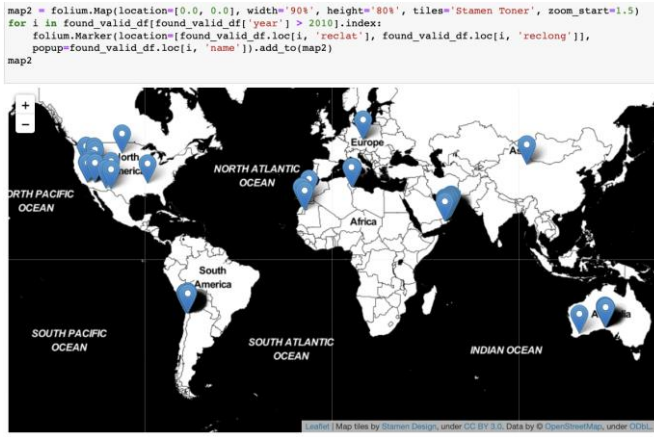 map2 = folium.Map(location=[0.0, 0.0], width='90%', height='80%', tiles='Stamen Toner', zoom_start=1.5)
for i in found_valid_df[found_valid_df['year'] > 2010].index:
    folium.Marker(location=[found_valid_df.loc[i, 'reclat'], found_valid_df.loc[i, 'reclong']],
    popup=found_valid_df.loc[i, 'name']).add_to(map2)
map2
+
−
Europe
NORTH ATLANTIC
OCEAN
ORTH PACIFIC
OCEAN
Africa
South
America
SOUTH PACIFIC
OCEAN
SOUTH ATLANTIC
OCEAN
INDIAN OCEAN
Leaflet | Map tiles by Stamen Design, under CC BY 3.0. Data by © OpenStreetMap, under ODbL.